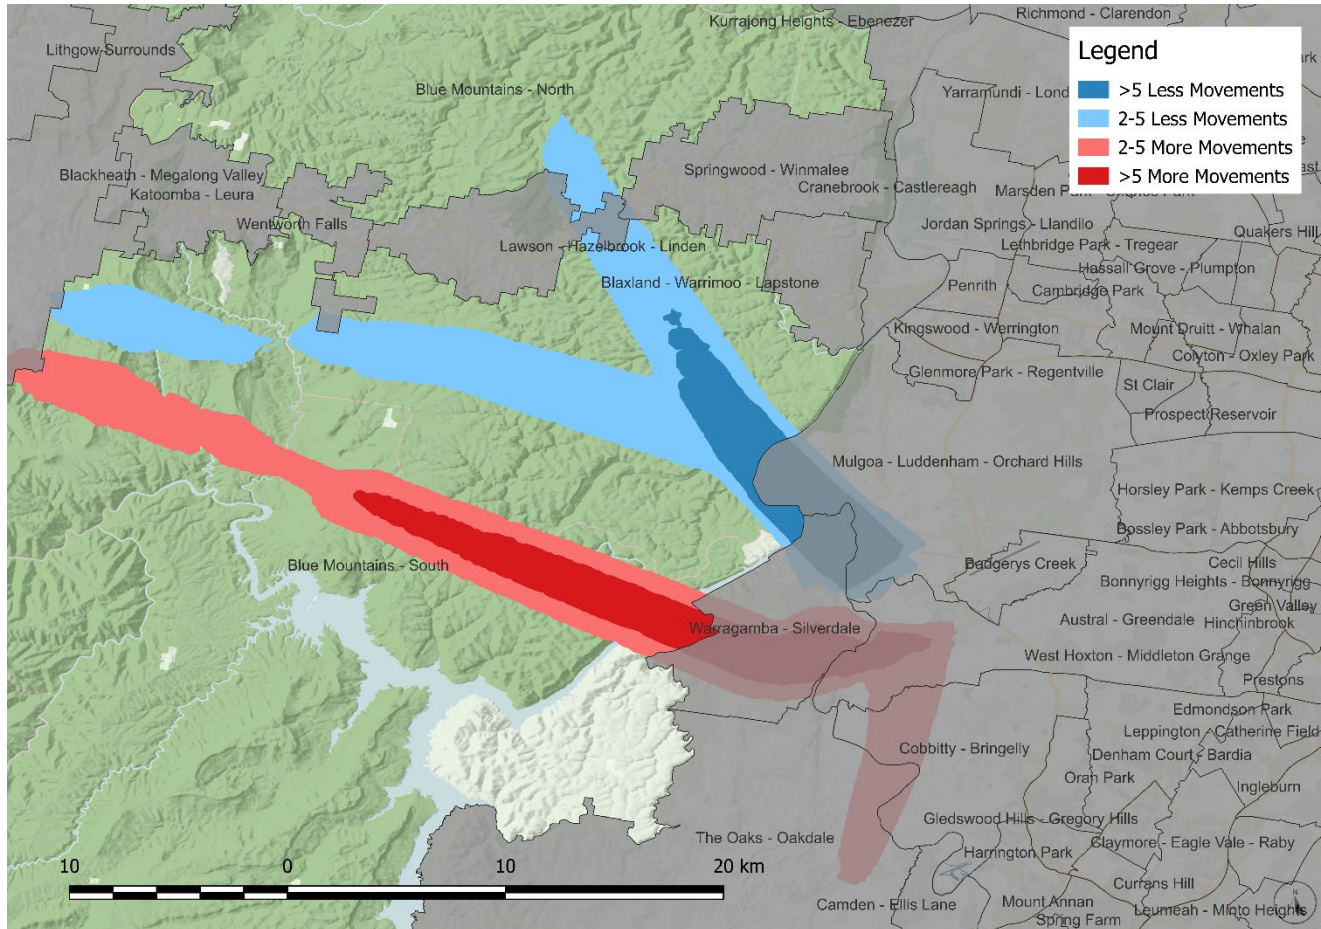 Richmond - Clarendon
Kurrajong Heights - Ebenezer
Lithgow Surrounds
Legend
>5 Less Movements
2-5 Less Movements
2-5 More Movements
>5 More Movements
Blue Mountains - North
Yarramundi - Lond
Blackheath - Megalong Valley
Katoomba - Leura
Springwood - Winmalee
Cranebrook - Castlereagh
Marsden Park
Wentworth Falls
Jordan Springs - Llandilo
Quakers Hill
Lawson - Hazelbrook - Linden
Lethbridge Park - Tregear
Hassall Grove - Plumpton
Blaxland - Warrimoo - Lapstone
Penrith
Cambridge Park
Kingswood - Werrington
Mount Druitt - Whalan
Colyton - Oxley Park
Glenmore Park - Regentville
St Clair
Prospect Reservoir
Mulgoa - Luddenham - Orchard Hills
Horsley Park - Kemps Creek
Bossley Park - Abbotsbury
Badgerys Creek
Cecil Hills
Blue Mountains - South
Bonnyrigg Heights - Bonnyrigg
Green Valley
Austral - Greendale
Hinchinbrook
Warragamba - Silverdale
West Hoxton - Middleton Grange
Prestons
Edmondson Park
Leppington - Catherine Field
Cobbitty - Bringelly
Denham Court - Bardia
Oran Park
Ingleburn
Gledswood Hills - Gregory Hills
The Oaks - Oakdale
Claymore - Eagle Vale - Raby
Harrington Park
10 0 10 20 km
Currans Hill
Camden - Ellis Lane
Mount Annan
Leumeah - Minto Heights
Spring Farm
N